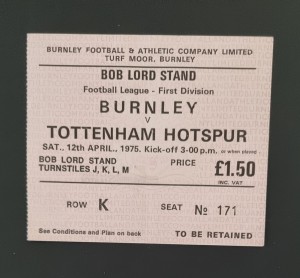 BURNLEY FOOTBALL & ATHLETIC COMPANY LIMITED
TURF MOOR, BURNLEY
BOB LORD STAND
Football League - First Division
BURNLEY
V
TOTTENHAM HOTSPUR
SAT., 12th APRIL., 1975. Kick-off 3-00 p.m. or when played
BOB LORD STAND PRICE £1.50
TURNSTILES J, K, L, M INC. VAT
ROW K SEAT No 171
See Conditions and Plan on back TO BE RETAINED